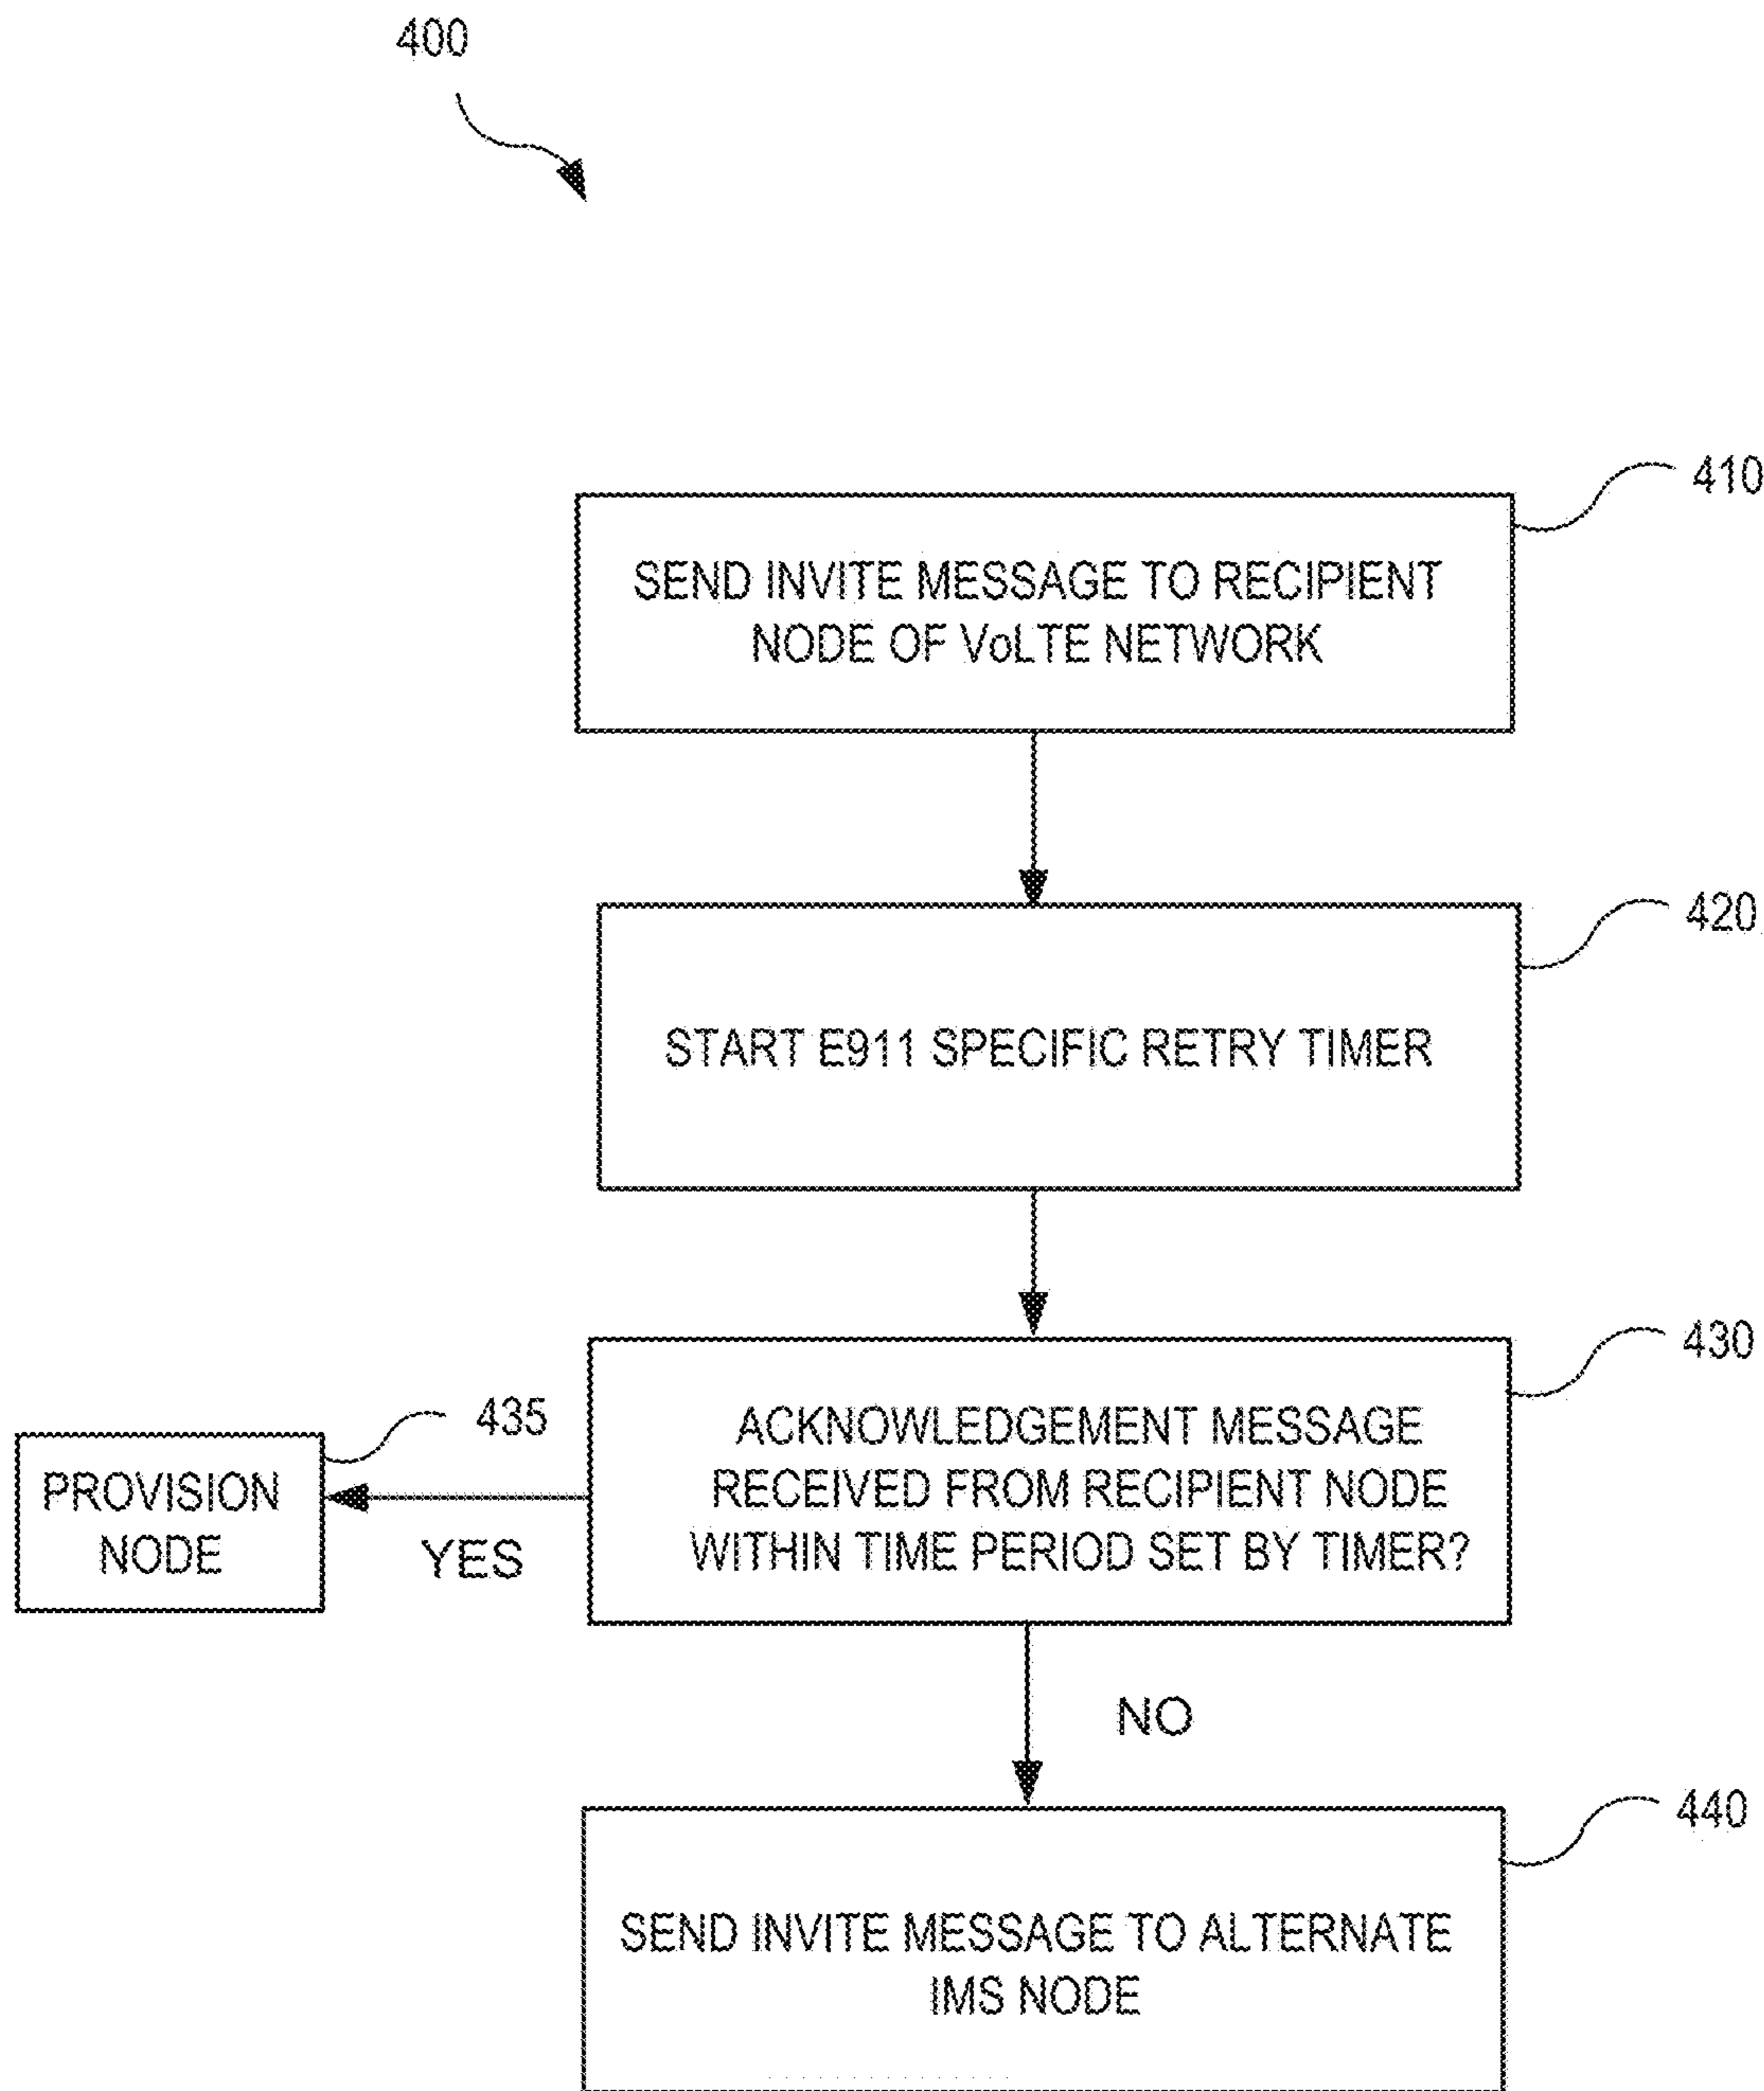 400
410
SEND INVITE MESSAGE TO RECIPIENT
NODE OF VoLTE NETWORK
420
START E911 SPECIFIC RETRY TIMER
430
ACKNOWLEDGEMENT MESSAGE
RECEIVED FROM RECIPIENT NODE
WITHIN TIME PERIOD SET BY TIMER?
435
PROVISION
NODE
YES
NO
440
SEND INVITE MESSAGE TO ALTERNATE
IMS NODE